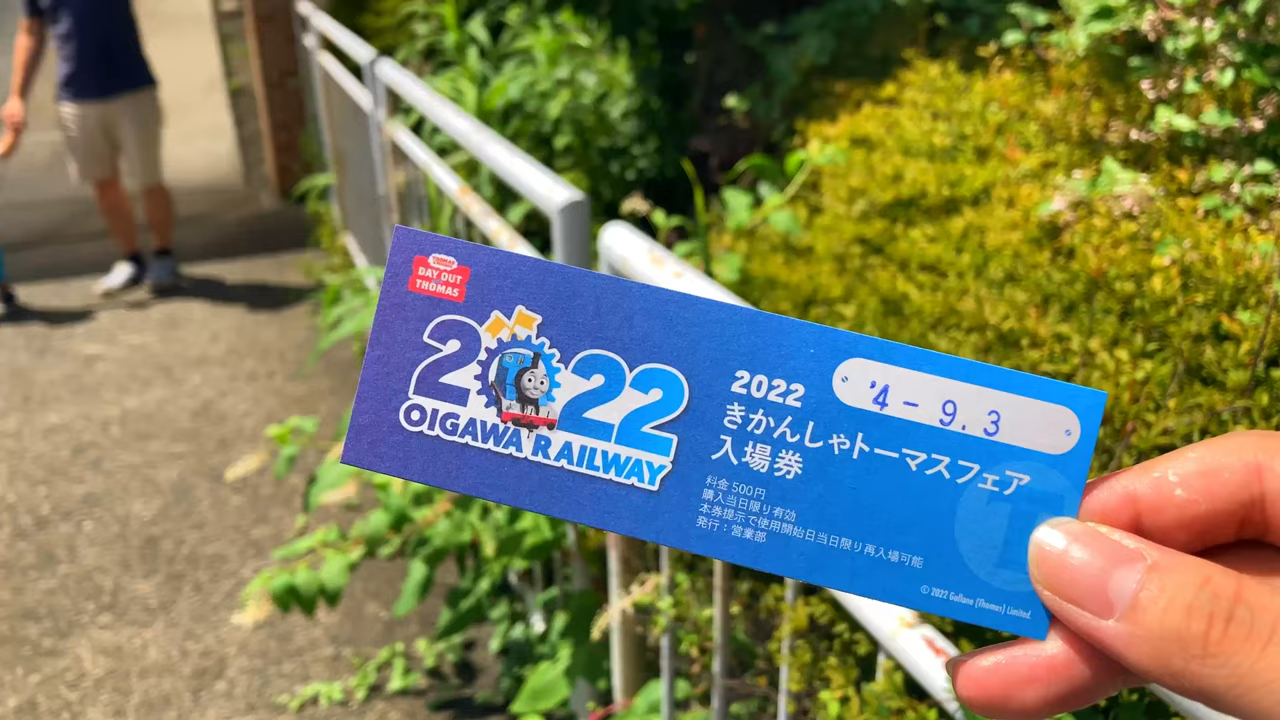 DAY OUT
THOMAS
2022
OIGAWA RAILWAY
2022
きかんしゃトーマスフェア
入場券
'4-9.3
料金 500円
購入当日限り有効
本券提示で使用開始日当日限り再入場可能
発行：営業部
© 2022 Gullane (Thomas) Limited.